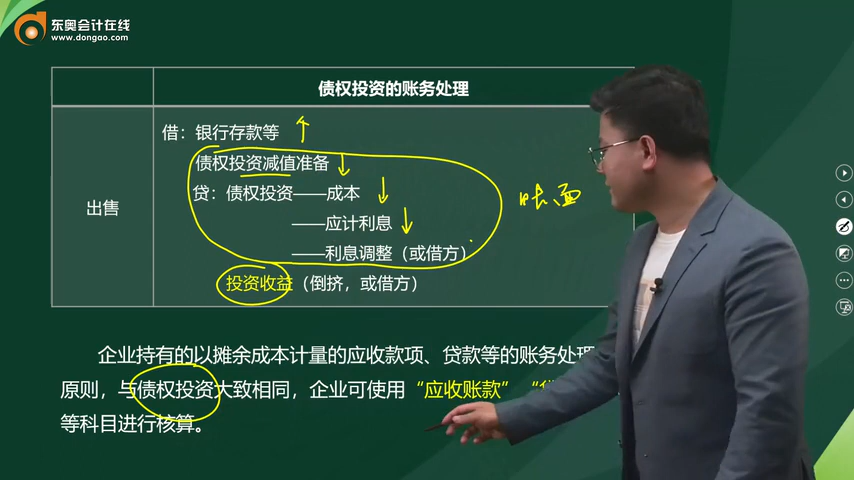 东奥会计在线
www.dongao.com
债权投资的账务处理
出售
借：银行存款等
债权投资减值准备
贷：债权投资——成本
——应计利息
——利息调整（或借方）
投资收益（倒挤，或借方）
账面
企业持有的以摊余成本计量的应收款项、贷款等的账务处理
原则，与债权投资大致相同，企业可使用“应收账款”“
等科目进行核算。